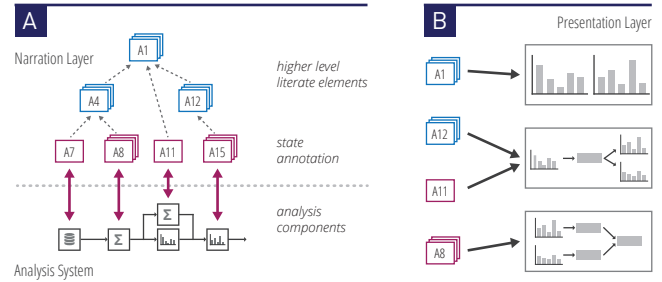 A
Narration Layer
A1
higher level
literate elements
A4
A12
A7
A8
A11
A15
state
annotation
Σ
Σ
analysis
components
Analysis System
B
Presentation Layer
A1
A12
A11
A8